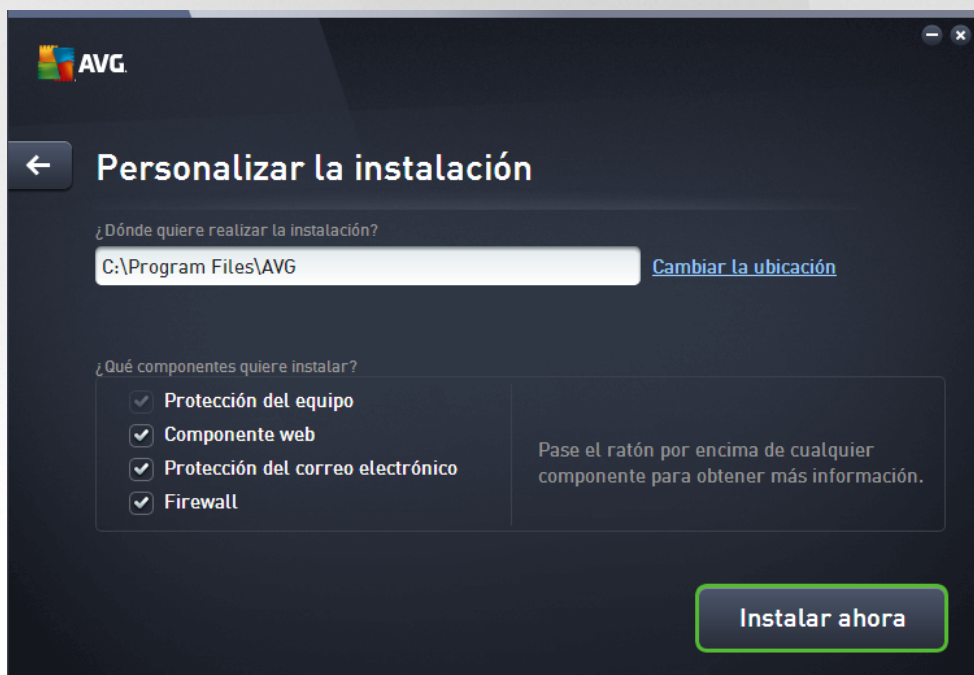 AVG.
Personalizar la instalación
¿Dónde quiere realizar la instalación?
C:\Program Files\AVG
Cambiar la ubicación
¿Qué componentes quiere instalar?
Protección del equipo
Componente web
Protección del correo electrónico
Firewall
Pase el ratón por encima de cualquier
componente para obtener más información.
Instalar ahora